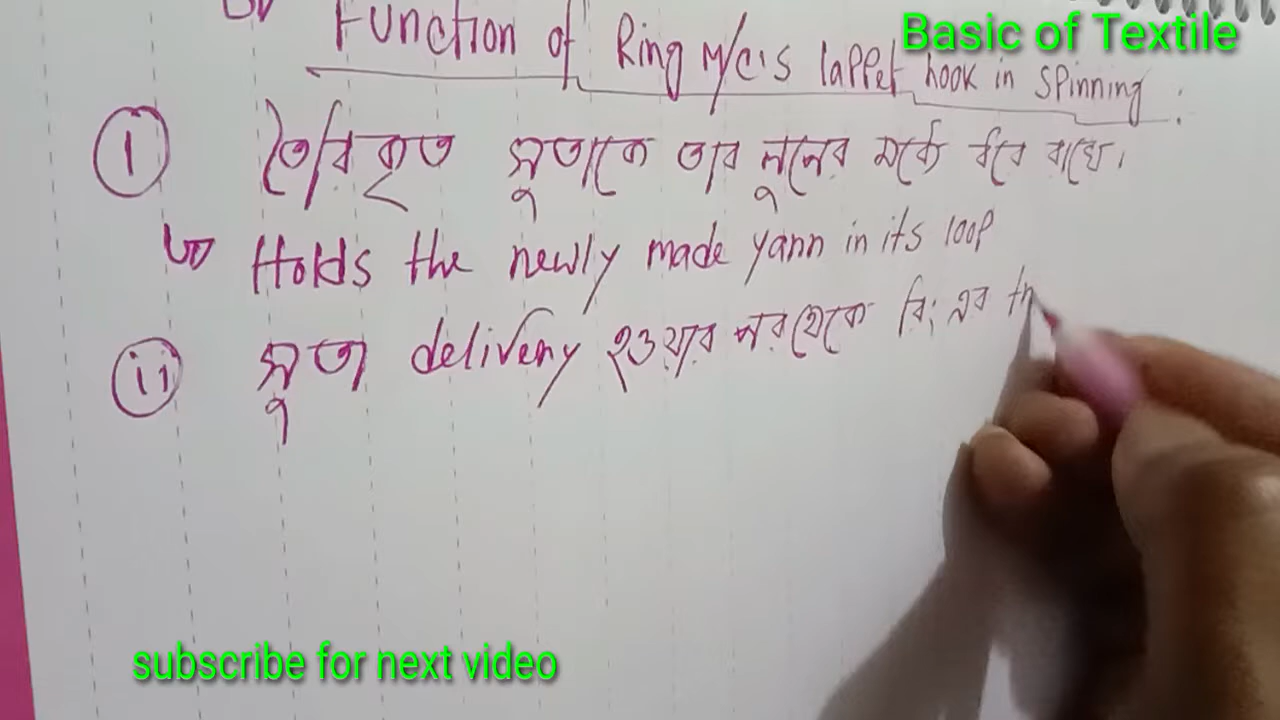 Basic of Textile
Function of Ring M/C's lappet hook in spinning :
i তৈরিকৃত সুতাকে তার লুপের মধ্যে ধরে রাখে।
Holds the newly made yarn in its loop
ii সুতা delivery হওয়ার পর থেকে রিং এর
subscribe for next video